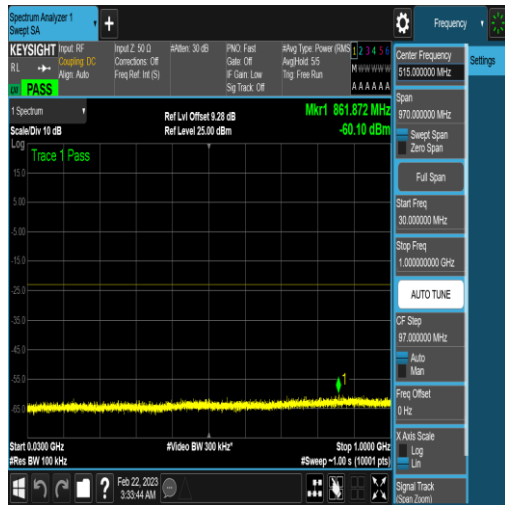 Spectrum Analyzer 1
Swept SA
Frequency
KEYSIGHT
Input: RF
Coupling: DC
Align: Auto
RL
PASS
Input Z: 50 Ω
Corrections: Off
Freq Ref: Int (S)
#Atten: 30 dB
PNO: Fast
Gate: Off
IF Gain: Low
Sig Track: Off
#Avg Type: Power (RMS
Avg|Hold: 5/5
Trig: Free Run
1 2 3 4 5 6
M W W W W W
A A A A A A
1 Spectrum
Scale/Div 10 dB
Ref Lvl Offset 9.28 dB
Ref Level 25.00 dBm
Mkr1 861.872 MHz
-60.10 dBm
Log
Trace 1 Pass
15.0
5.00
-5.00
-15.0
-25.0
-35.0
-45.0
-55.0
-65.0
1
Start 0.0300 GHz
#Res BW 100 kHz
#Video BW 300 kHz*
Stop 1.0000 GHz
#Sweep ~1.00 s (10001 pts)
Feb 22, 2023
3:33:44 AM
Center Frequency
515.000000 MHz
Settings
Span
970.000000 MHz
Swept Span
Zero Span
Full Span
Start Freq
30.000000 MHz
Stop Freq
1.000000000 GHz
AUTO TUNE
CF Step
97.000000 MHz
Auto
Man
Freq Offset
0 Hz
X Axis Scale
Log
Lin
Signal Track
(Span Zoom)